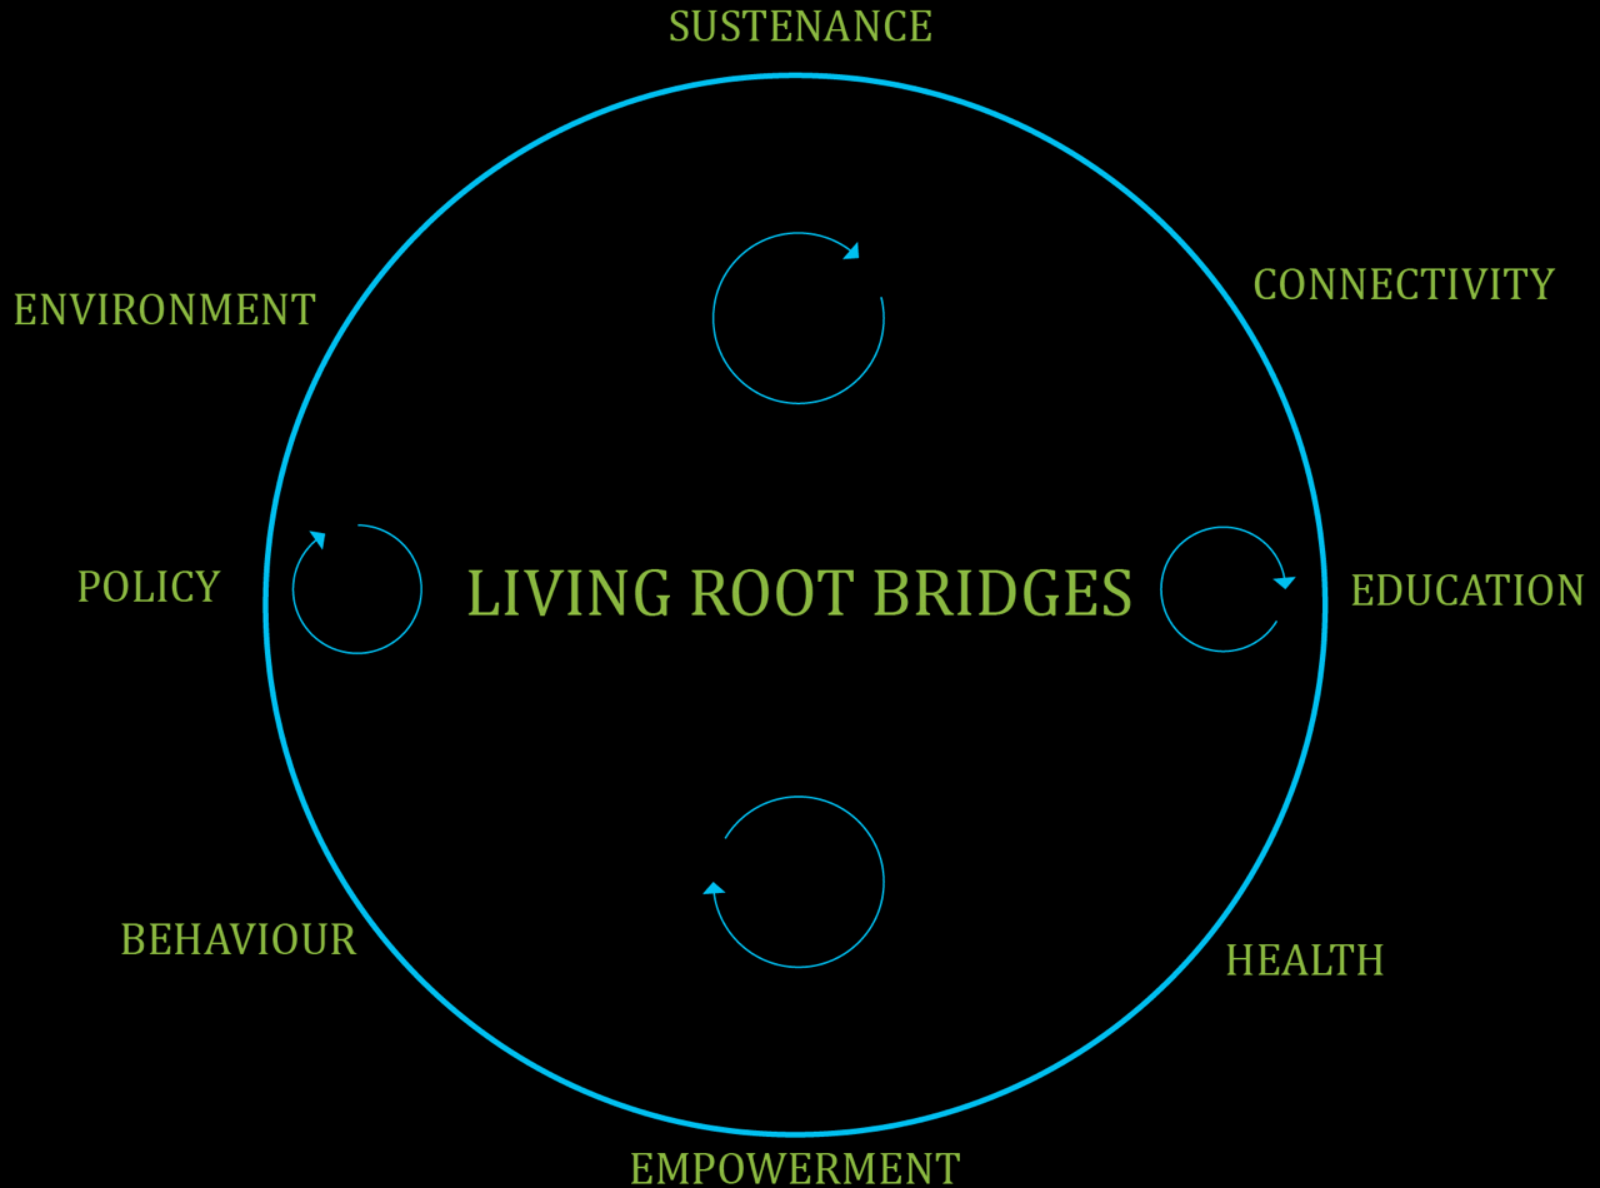 SUSTENANCE
CONNECTIVITY
ENVIRONMENT
POLICY
LIVING ROOT BRIDGES
EDUCATION
BEHAVIOUR
HEALTH
EMPOWERMENT